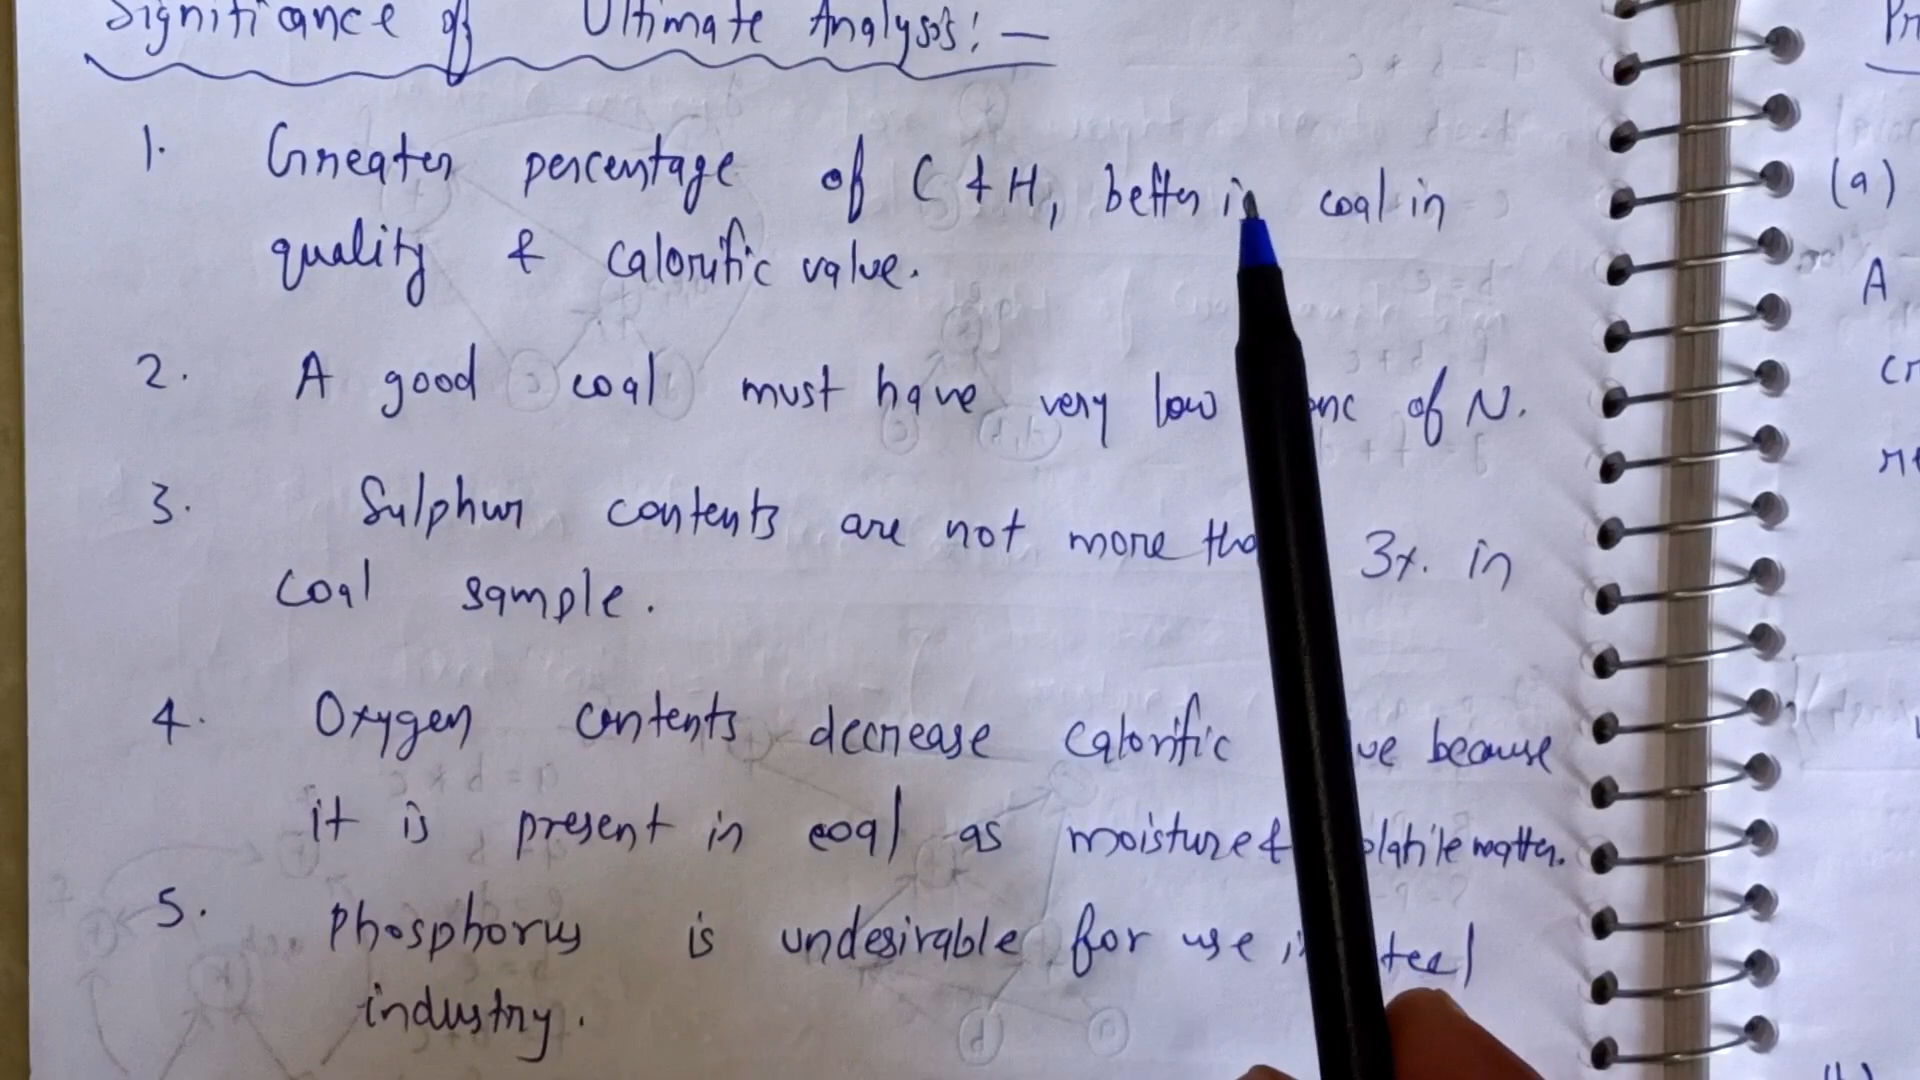 Significance of Ultimate Analysis:-
1. Greater percentage of C & H, better is coal in
quality & calorific value.
2. A good coal must have very low of N.
3. Sulphur contents are not more 3%. in
coal sample.
4. Oxygen contents decrease calorific because
it is present in coal as moisture & matter.
5. Phosphorus is undesirable for use
industry.
(a)
A